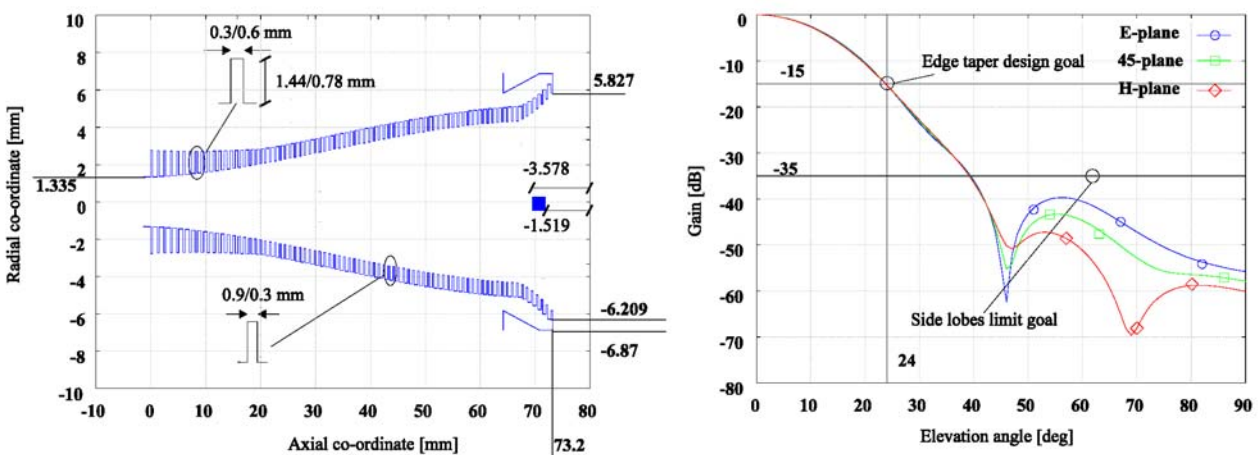 10
8
6
4
2
0
-2
-4
-6
-8
-10
Radial co-ordinate [mm]
1.335
0.3/0.6 mm
1.44/0.78 mm
0.9/0.3 mm
5.827
-3.578
-1.519
-6.209
-6.87
73.2
-10 0 10 20 30 40 50 60 70 80
Axial co-ordinate [mm]
0
-10
-20
-30
-40
-50
-60
-70
-80
Gain [dB]
-15
-35
24
Edge taper design goal
Side lobes limit goal
E-plane
45-plane
H-plane
0 10 20 30 40 50 60 70 80 90
Elevation angle [deg]